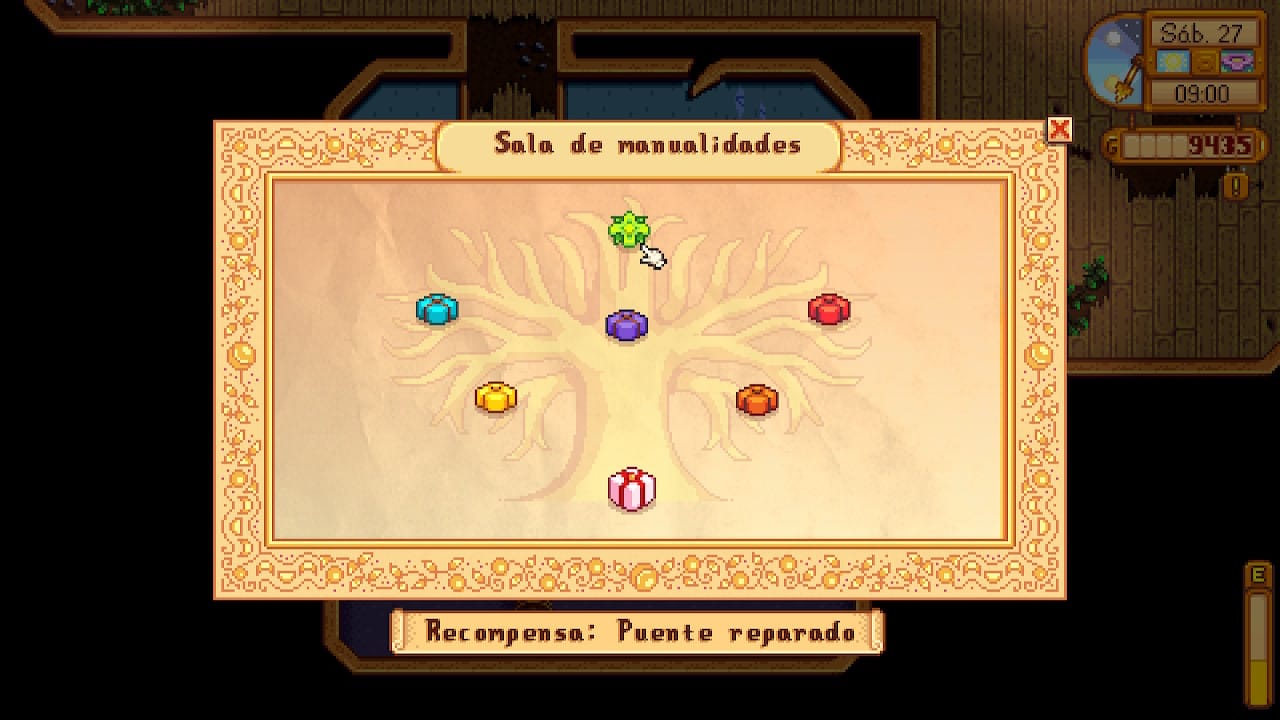 Sáb. 27
09:00
G 9435
Sala de manualidades
Recompensa: Puente reparado
E